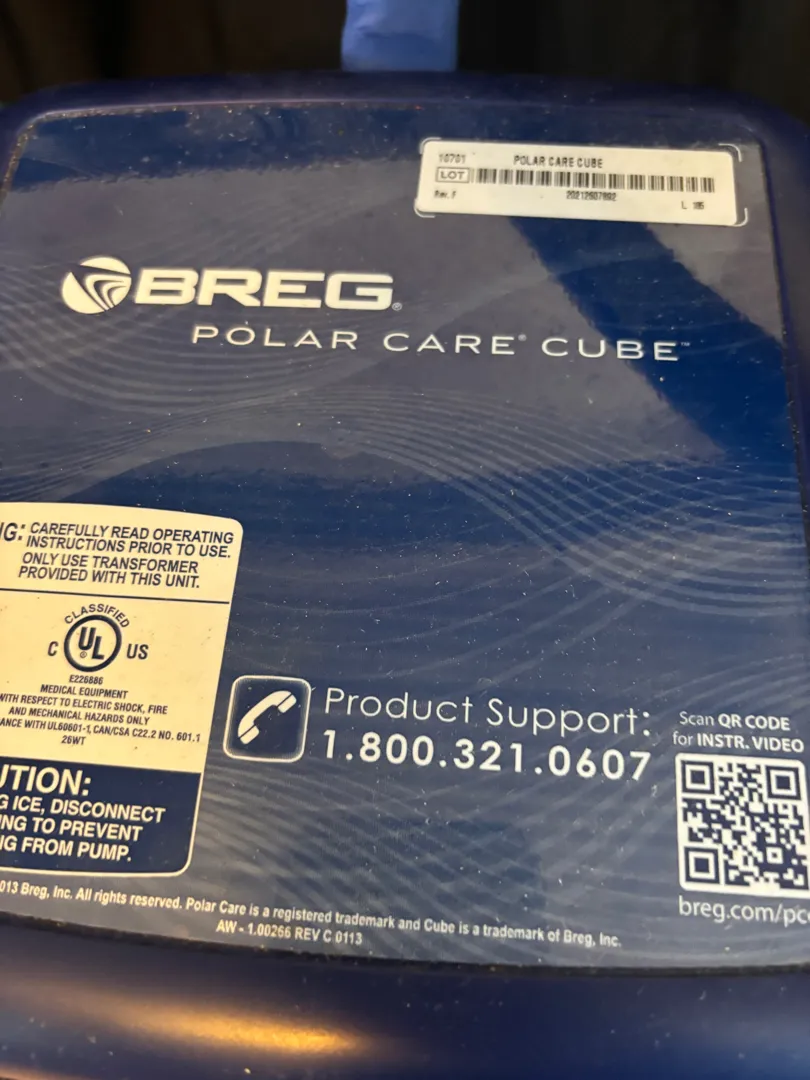 10701 POLAR CARE CUBE
LOT
Rev. F 20212607892 L 195
BREG®
POLAR CARE® CUBE™
G: CAREFULLY READ OPERATING
INSTRUCTIONS PRIOR TO USE.
ONLY USE TRANSFORMER
PROVIDED WITH THIS UNIT.
CLASSIFIED
C UL® US
E226686
MEDICAL EQUIPMENT
WITH RESPECT TO ELECTRIC SHOCK, FIRE
AND MECHANICAL HAZARDS ONLY
ANCE WITH UL60601-1, CAN/CSA C22.2 NO. 601.1
26WT
UTION:
G ICE, DISCONNECT
NG TO PREVENT
G FROM PUMP.
Product Support:
1.800.321.0607
Scan QR CODE
for INSTR. VIDEO
breg.com/pc
013 Breg, Inc. All rights reserved. Polar Care is a registered trademark and Cube is a trademark of Breg, Inc.
AW - 1.00266 REV C 0113